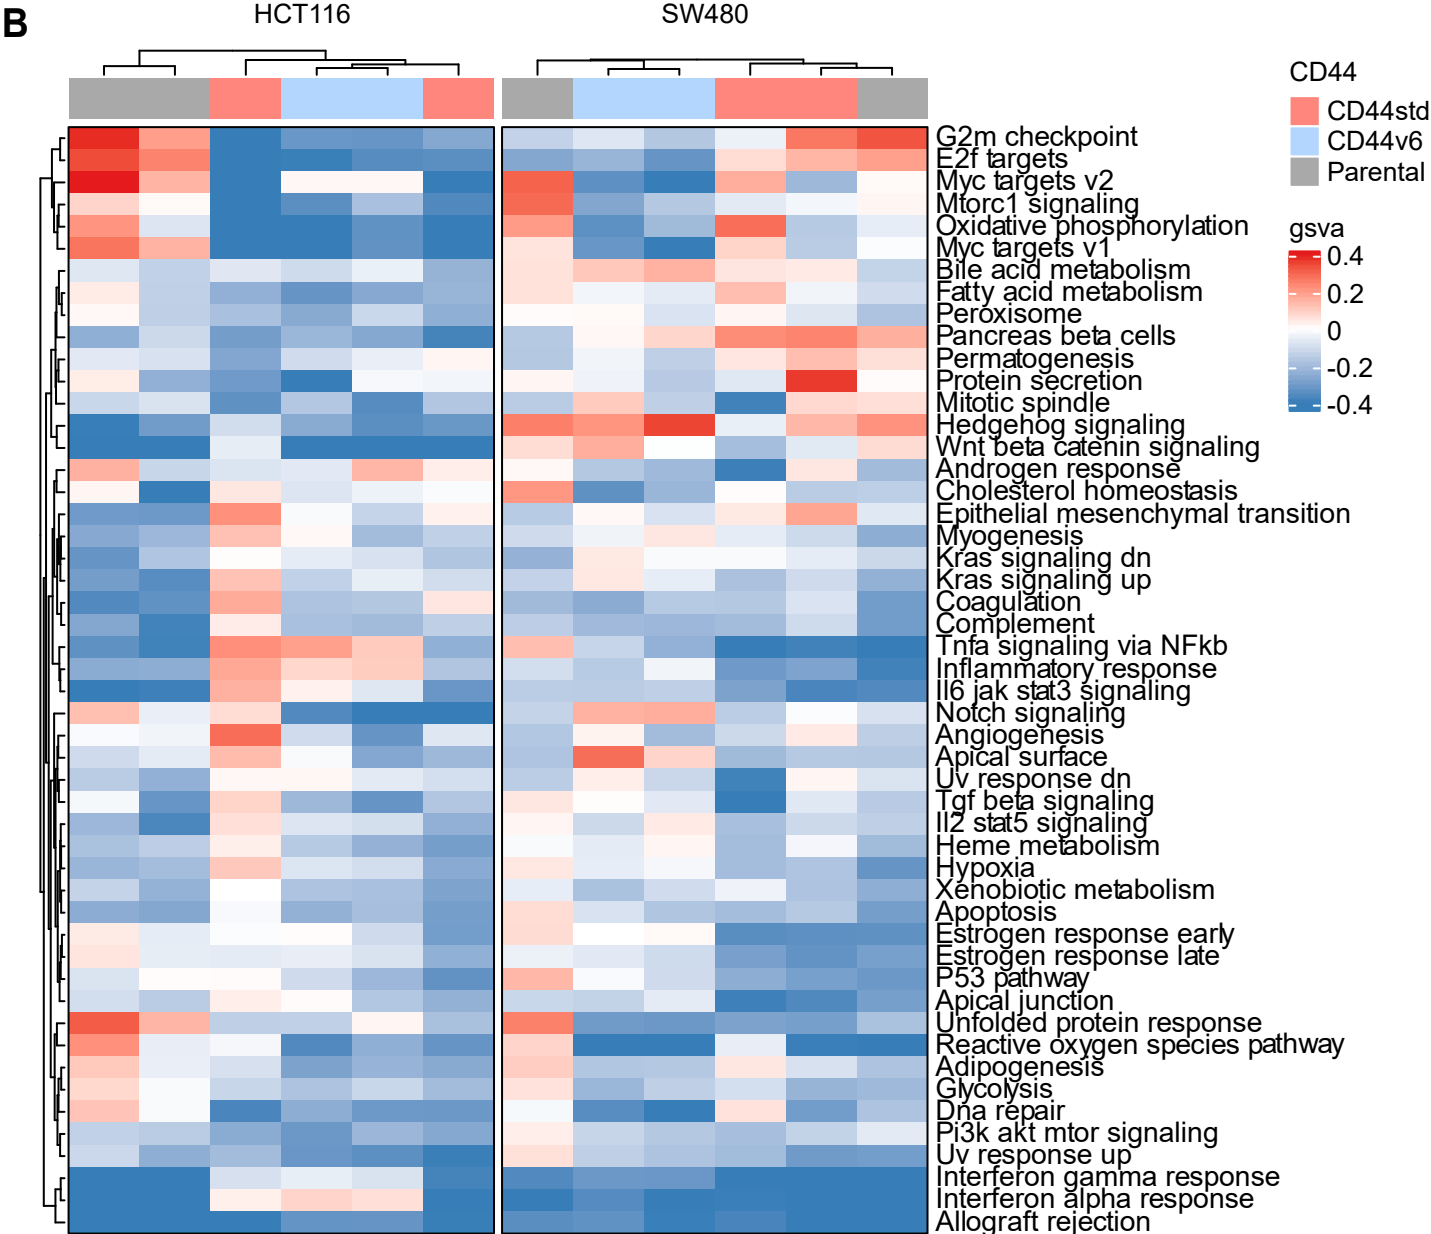 B
HCT116
SW480
CD44
CD44std
CD44v6
Parental
gsva
0.4
0.2
0
-0.2
-0.4
G2m checkpoint
E2f targets
Myc targets v2
Mtorc1 signaling
Oxidative phosphorylation
Myc targets v1
Bile acid metabolism
Fatty acid metabolism
Peroxisome
Pancreas beta cells
Permatogenesis
Protein secretion
Mitotic spindle
Hedgehog signaling
Wnt beta catenin signaling
Androgen response
Cholesterol homeostasis
Epithelial mesenchymal transition
Myogenesis
Kras signaling dn
Kras signaling up
Coagulation
Complement
Tnfa signaling via NFkb
Inflammatory response
Il6 jak stat3 signaling
Notch signaling
Angiogenesis
Apical surface
Uv response dn
Tgf beta signaling
Il2 stat5 signaling
Heme metabolism
Hypoxia
Xenobiotic metabolism
Apoptosis
Estrogen response early
Estrogen response late
P53 pathway
Apical junction
Unfolded protein response
Reactive oxygen species pathway
Adipogenesis
Glycolysis
Dna repair
Pi3k akt mtor signaling
Uv response up
Interferon gamma response
Interferon alpha response
Allograft rejection